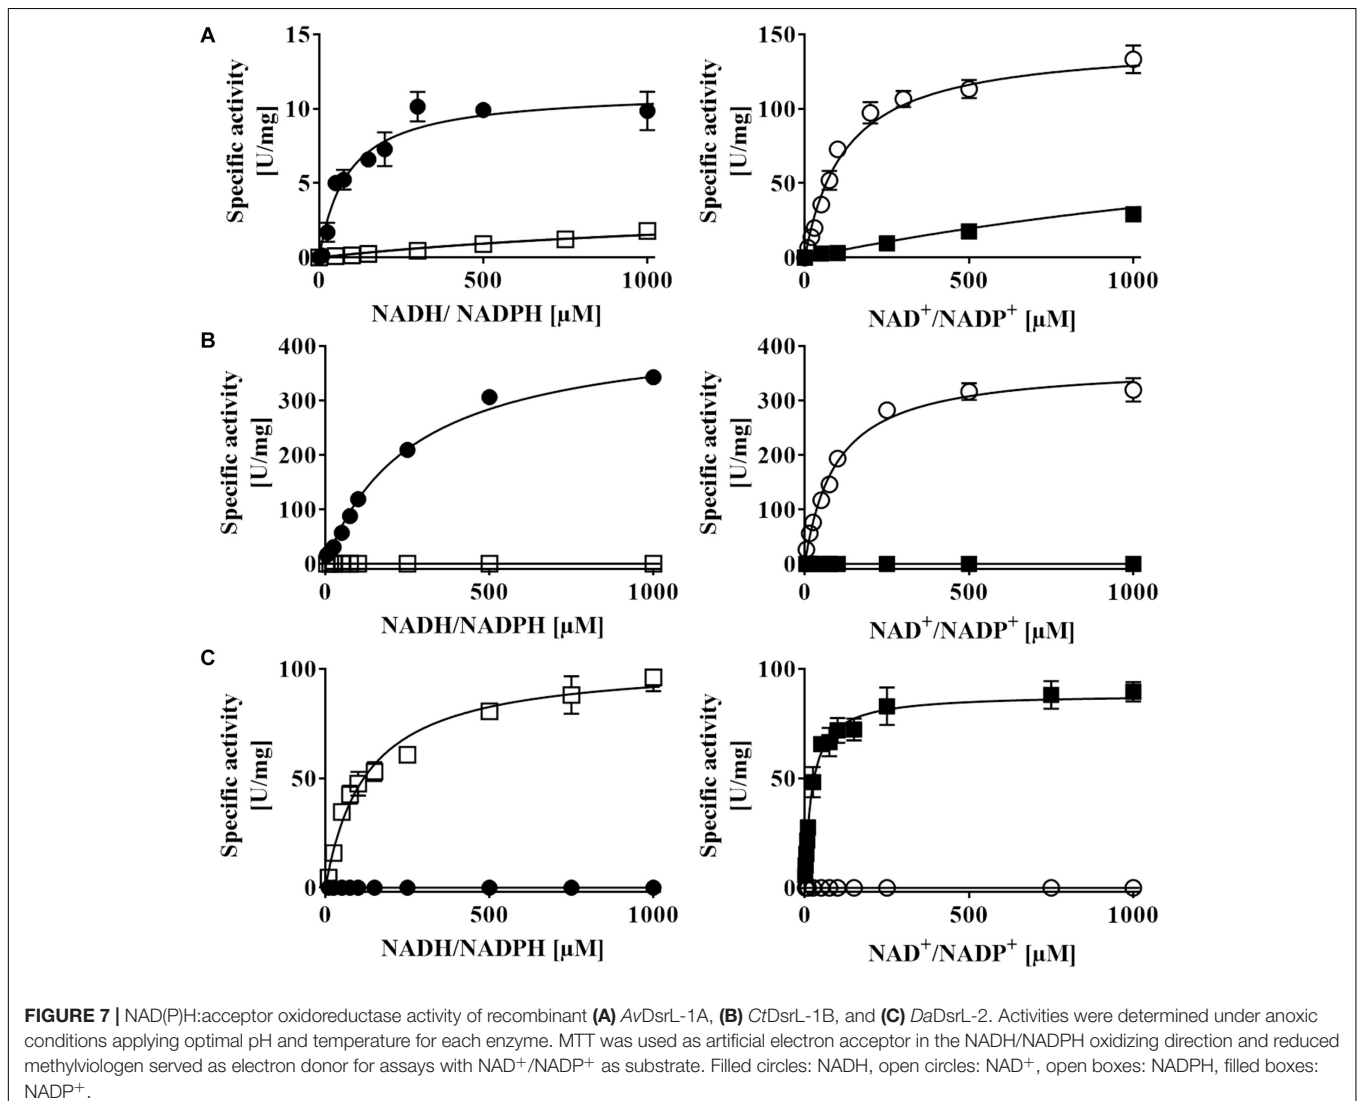 A
Specific activity
[U/mg]
15
10
5
0
0 500 1000
NADH/ NADPH [µM]
Specific activity
[U/mg]
150
100
50
0
0 500 1000
NAD⁺/NADP⁺ [µM]
B
Specific activity
[U/mg]
400
300
200
100
0
0 500 1000
NADH/NADPH [µM]
Specific activity
[U/mg]
400
300
200
100
0
0 500 1000
NAD⁺/NADP⁺ [µM]
C
Specific activity
[U/mg]
100
50
0
0 500 1000
NADH/NADPH [µM]
Specific activity
[U/mg]
100
50
0
0 500 1000
NAD⁺/NADP⁺ [µM]
FIGURE 7 | NAD(P)H:acceptor oxidoreductase activity of recombinant (A) AvDsrL-1A, (B) CtDsrL-1B, and (C) DaDsrL-2. Activities were determined under anoxic
conditions applying optimal pH and temperature for each enzyme. MTT was used as artificial electron acceptor in the NADH/NADPH oxidizing direction and reduced
methylviologen served as electron donor for assays with NAD+/NADP+ as substrate. Filled circles: NADH, open circles: NAD+, open boxes: NADPH, filled boxes:
NADP+.